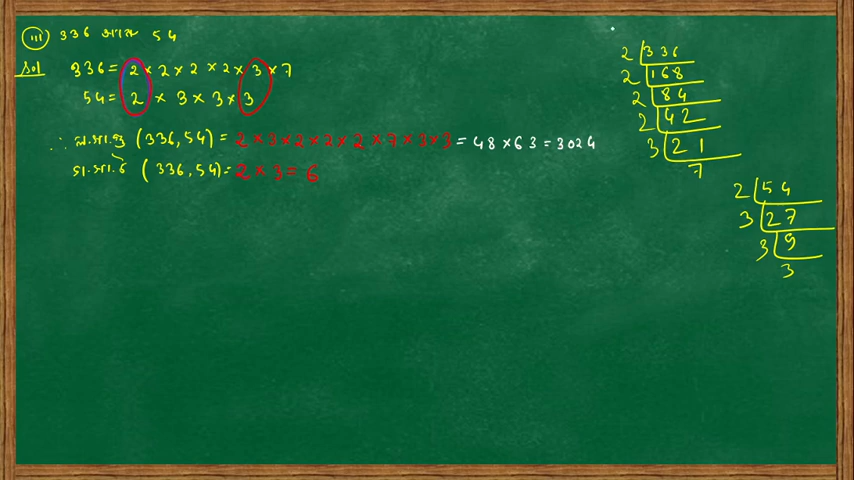 (iii) 336 আৰু 54
Sol 336 = 2 × 2 × 2 × 2 × 3 × 7
54 = 2 × 3 × 3 × 3
∴ ল.সা.গু (336, 54) = 2 × 3 × 2 × 2 × 2 × 7 × 3 × 3 = 48 × 63 = 3024
গ.সা.উ (336, 54) = 2 × 3 = 6
2 336
2 168
2 84
2 42
3 21
7
2 54
3 27
3 9
3